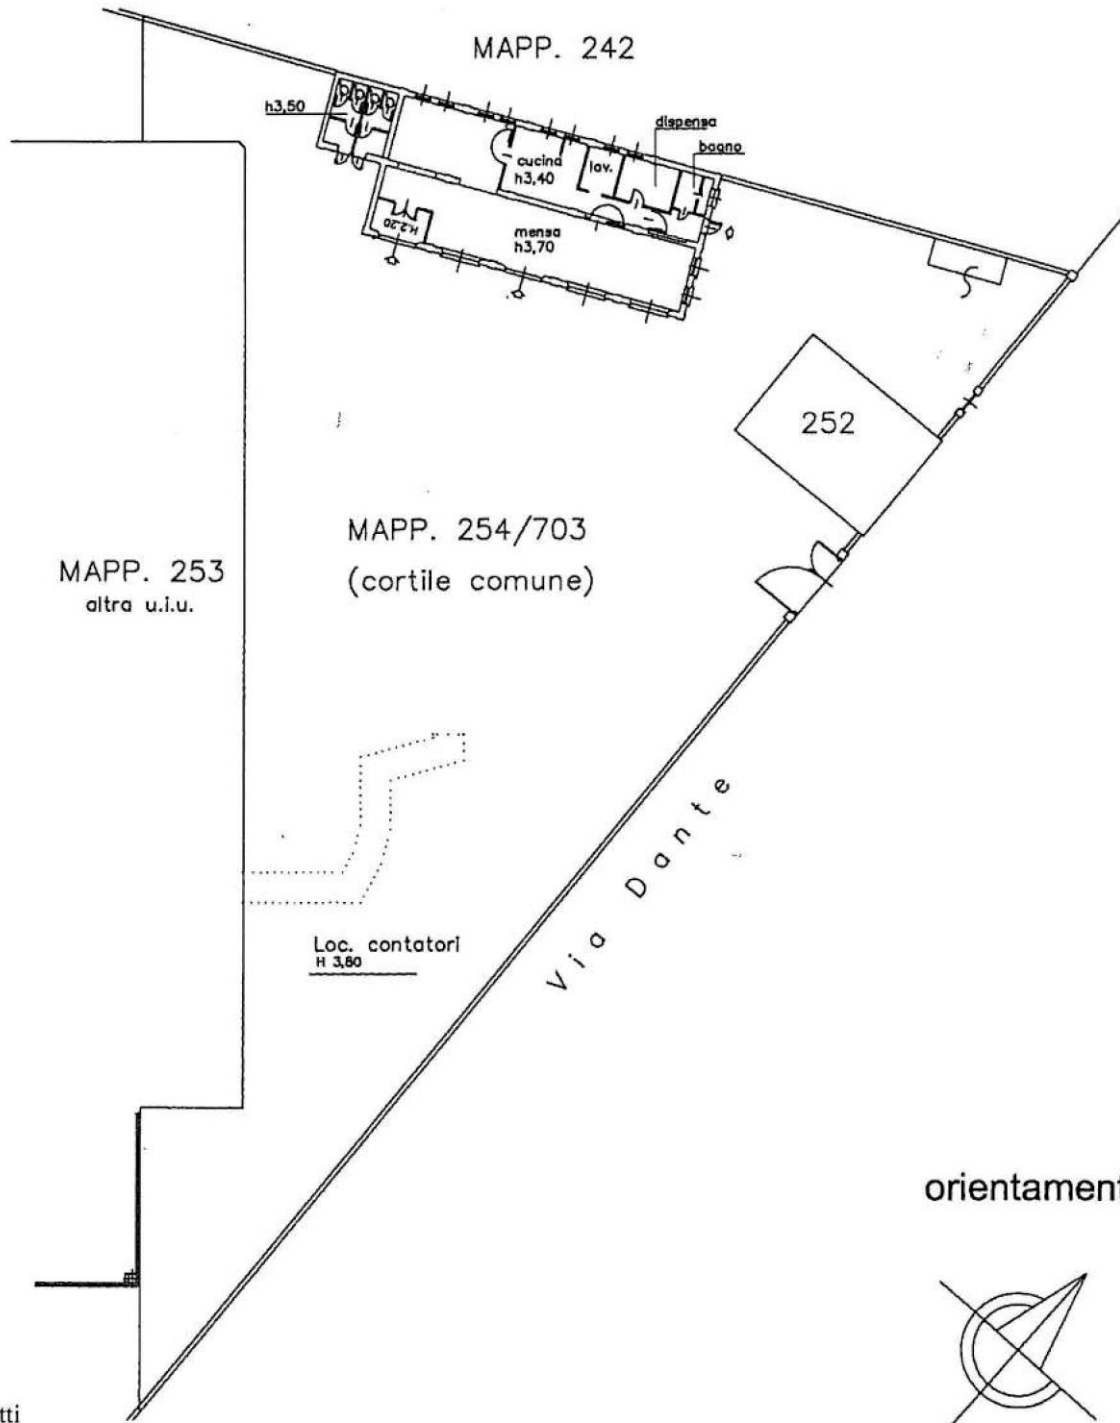 MAPP. 242
h3,50
dispensa
bagno
cucina
h3,40
lav.
mensa
h3,70
H.2.20
252
MAPP. 254/703
(cortile comune)
MAPP. 253
altra u.i.u.
Via Dante
Loc. contatori
H 3,80
orientament
tti